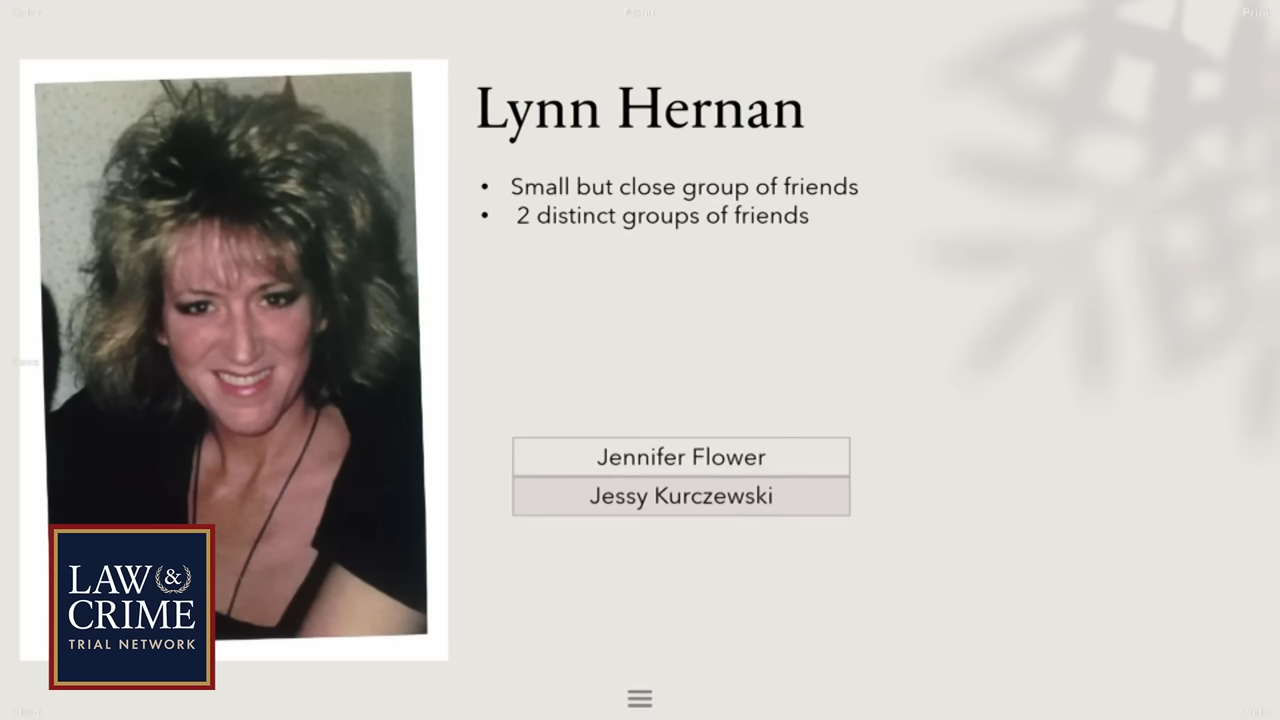 Lynn Hernan
• Small but close group of friends
• 2 distinct groups of friends
Jennifer Flower
Jessy Kurczewski
LAW &
CRIME
TRIAL NETWORK